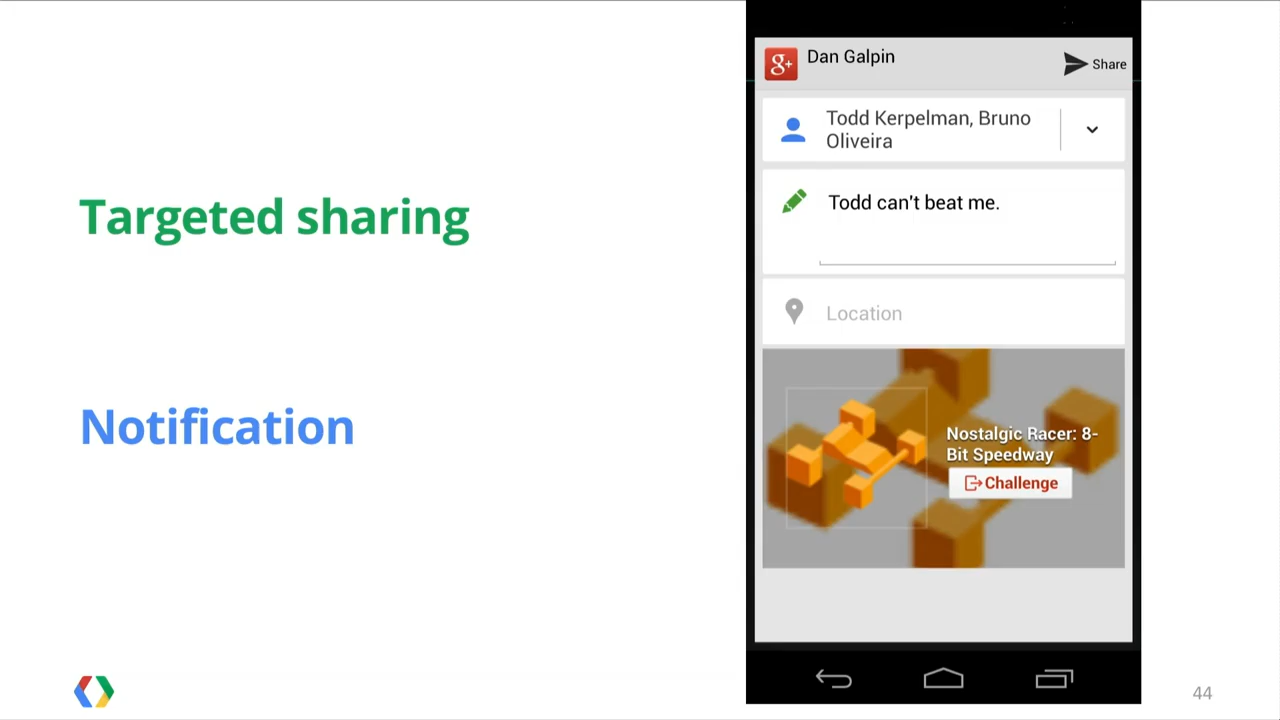 Targeted sharing
Notification
g+
Dan Galpin
Share
Todd Kerpelman, Bruno
Oliveira
Todd can't beat me.
Location
Nostalgic Racer: 8-
Bit Speedway
Challenge
44